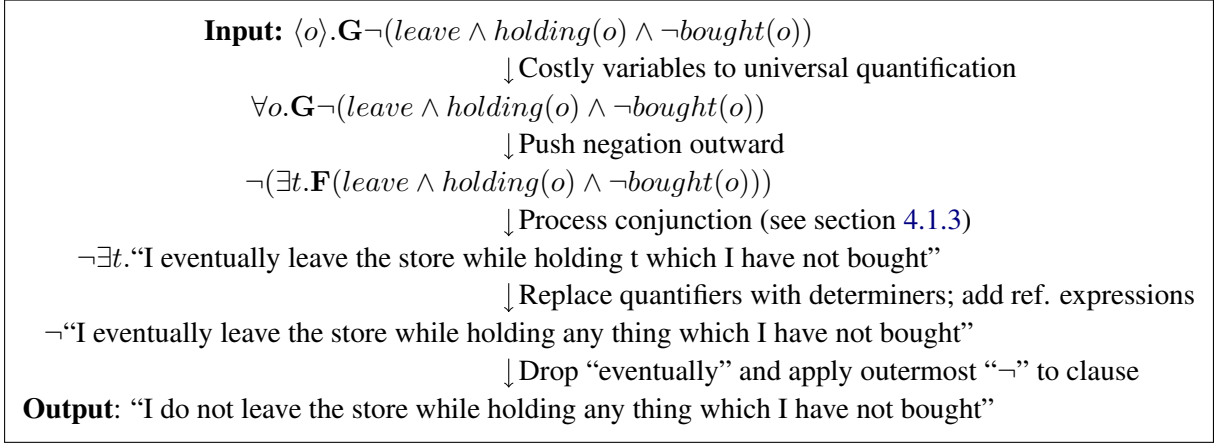 Input: ⟨o⟩.G¬(leave ∧ holding(o) ∧ ¬bought(o))
↓Costly variables to universal quantification
∀o.G¬(leave ∧ holding(o) ∧ ¬bought(o))
↓Push negation outward
¬(∃t.F(leave ∧ holding(o) ∧ ¬bought(o)))
↓Process conjunction (see section 4.1.3)
¬∃t.“I eventually leave the store while holding t which I have not bought”
↓Replace quantifiers with determiners; add ref. expressions
¬“I eventually leave the store while holding any thing which I have not bought”
↓Drop “eventually” and apply outermost “¬” to clause
Output: “I do not leave the store while holding any thing which I have not bought”